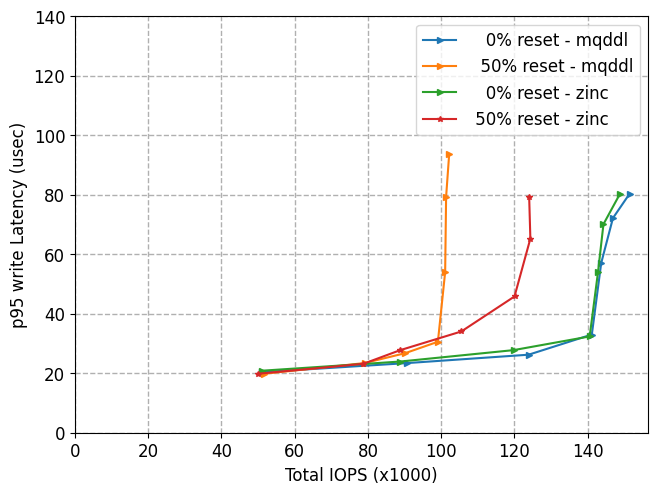 140
120
100
80
60
40
20
0
p95 write Latency (usec)
0% reset - mqddl
50% reset - mqddl
0% reset - zinc
50% reset - zinc
0 20 40 60 80 100 120 140
Total IOPS (x1000)